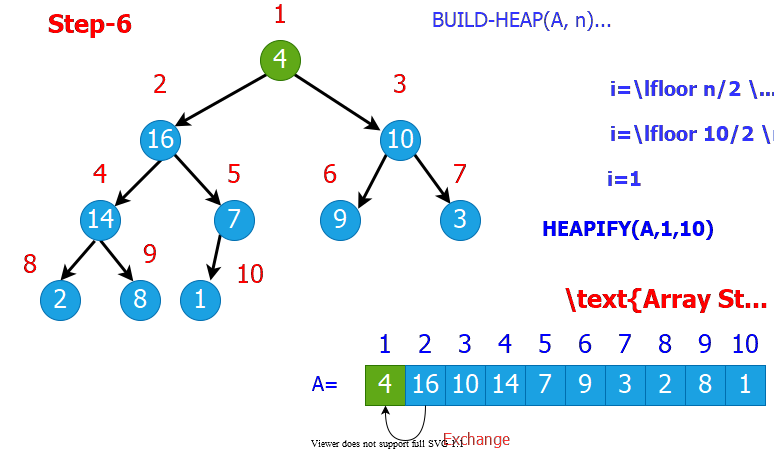 1
Step-6
BUILD-HEAP(A, n)...
4
2
3
i=\lfloor n/2 \...
16
10
i=\lfloor 10/2 \
i=1
4
5
6
7
14
7
9
3
HEAPIFY(A,1,10)
8
9
10
2
8
1
\text{Array St...
1 2 3 4 5 6 7 8 9 10
A= 4 16 10 14 7 9 3 2 8 1
Exchange
Viewer does not support full SVG 1.1